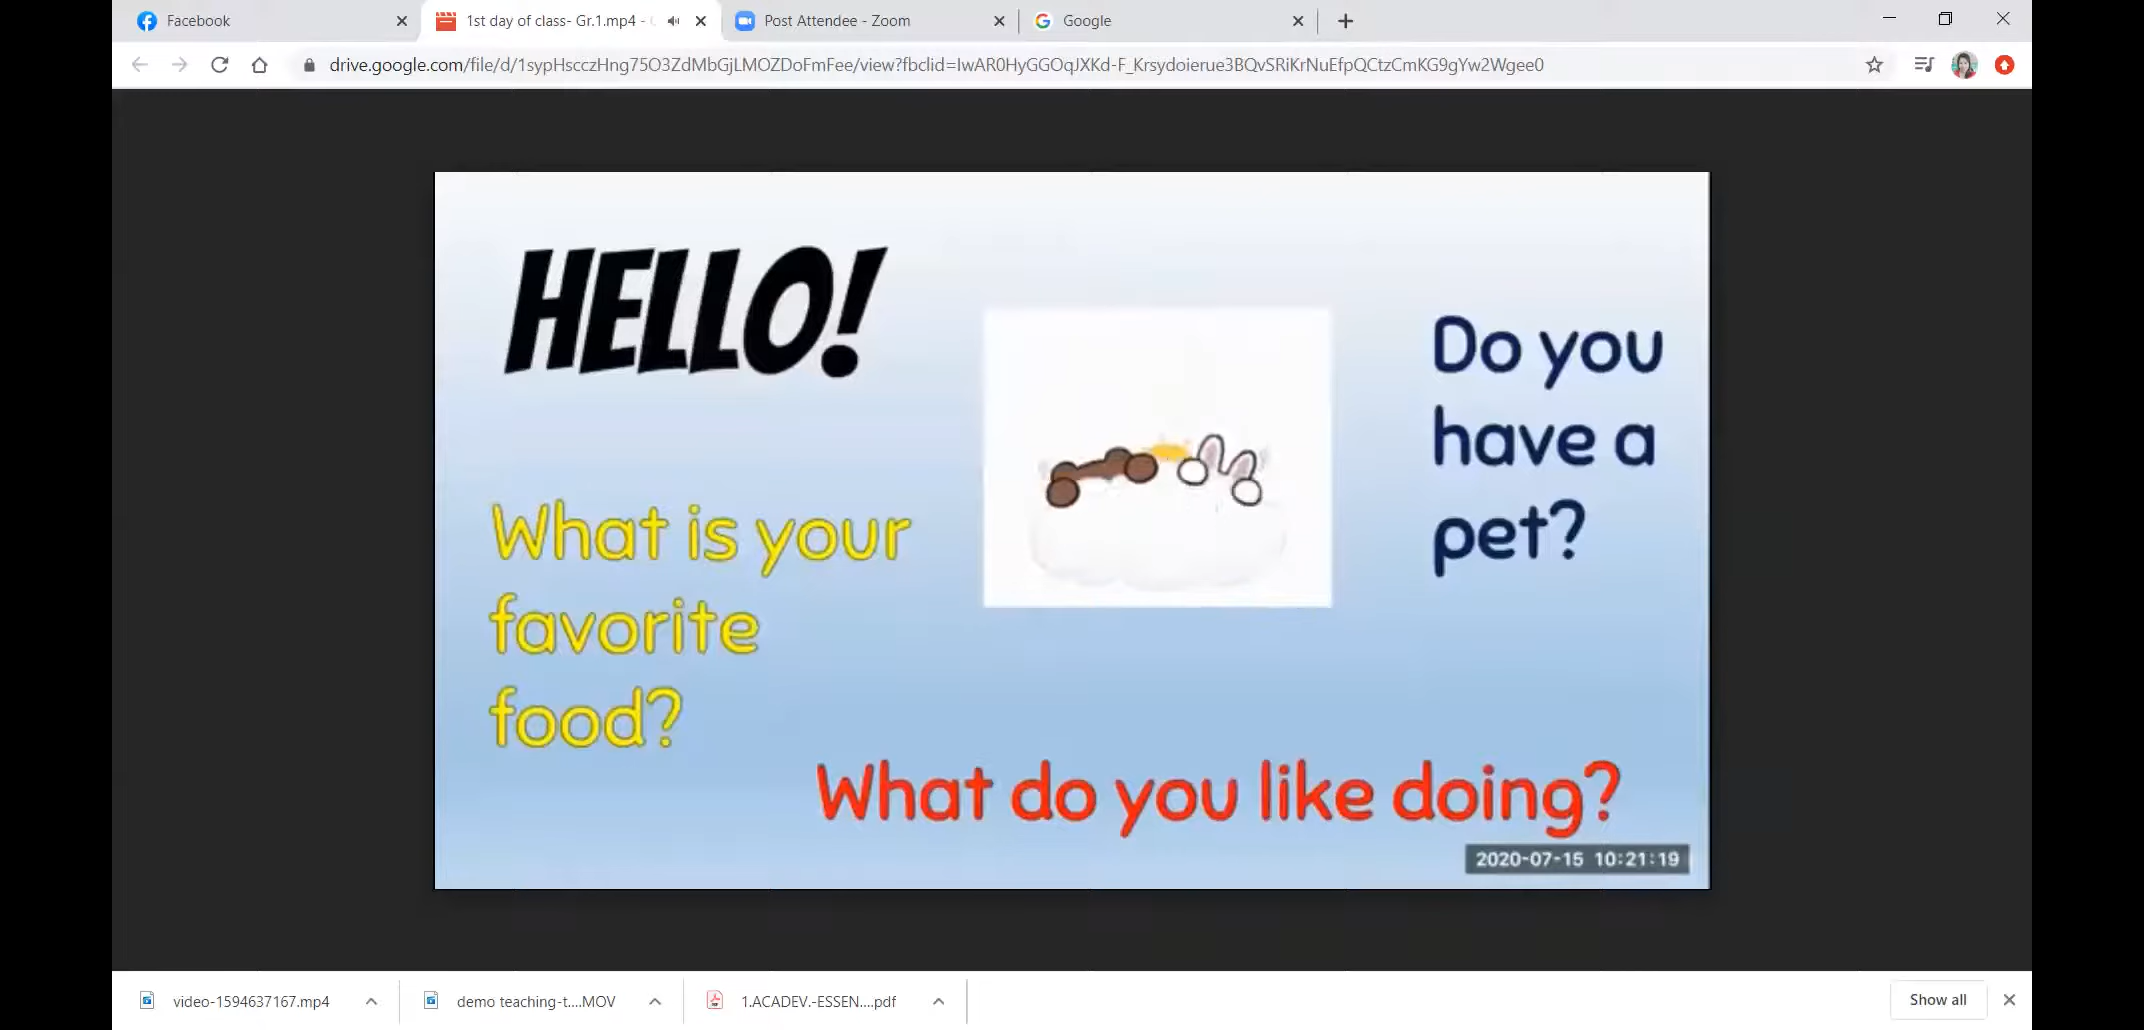 Facebook
1st day of class- Gr.1.mp4 -
Post Attendee - Zoom
Google
drive.google.com/file/d/1sypHscczHng75O3ZdMbGjLMOZDoFmFee/view?fbclid=IwAR0HyGGOqJXKd-F_Krsydoierue3BQvSRiKrNuEfpQCtzCmKG9gYw2Wgee0
HELLO!
Do you
have a
pet?
What is your
favorite
food?
What do you like doing?
2020-07-15 10:21:19
video-1594637167.mp4
demo teaching-t....MOV
1.ACADEV.-ESSEN....pdf
Show all